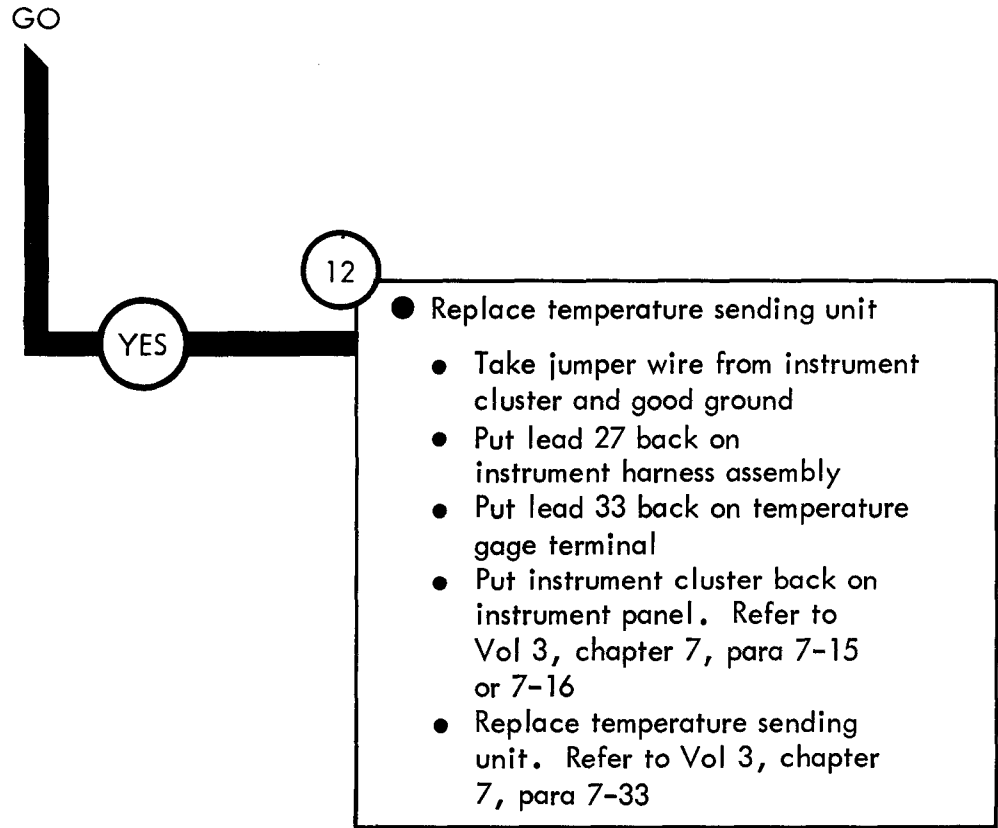 GO
YES
12
● Replace temperature sending unit
● Take jumper wire from instrument
cluster and good ground
● Put lead 27 back on
instrument harness assembly
● Put lead 33 back on temperature
gage terminal
● Put instrument cluster back on
instrument panel. Refer to
Vol 3, chapter 7, para 7-15
or 7-16
● Replace temperature sending
unit. Refer to Vol 3, chapter
7, para 7-33